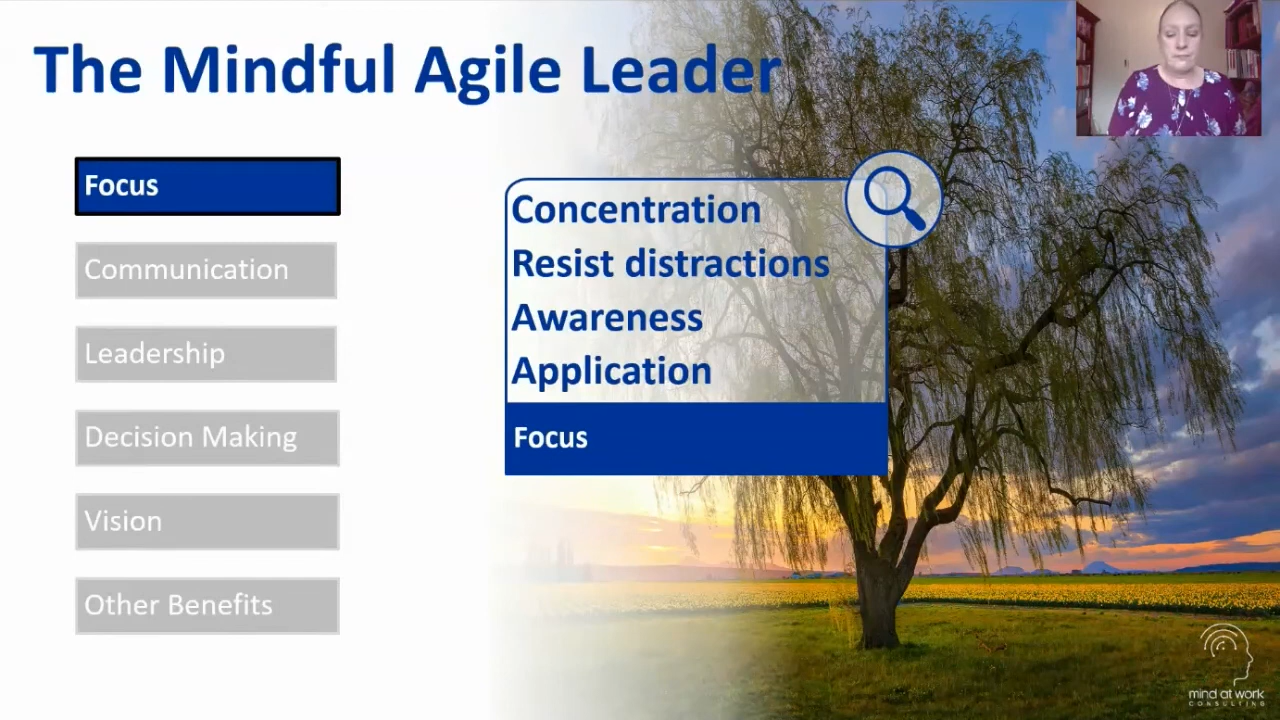 The Mindful Agile Leader
Focus
Communication
Leadership
Decision Making
Vision
Other Benefits
Concentration
Resist distractions
Awareness
Application
Focus
mind at work
CONSULTING